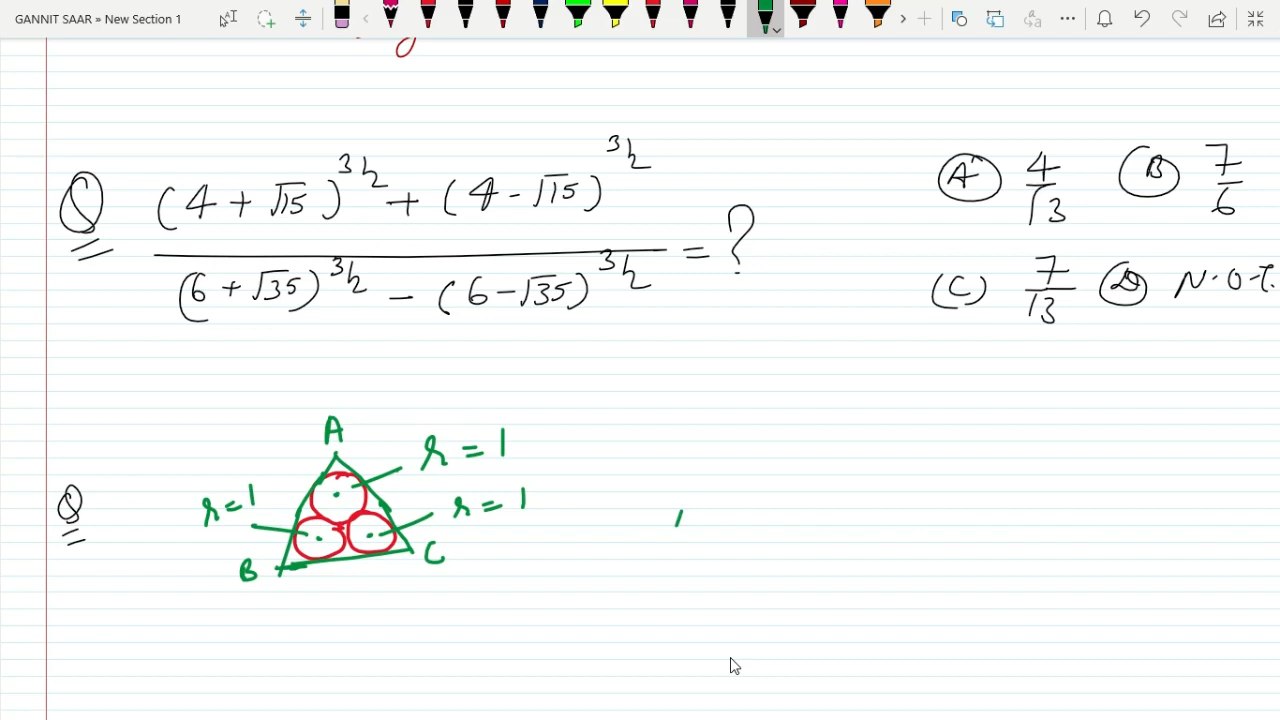 GANNIT SAAR » New Section 1
Q (4 + √15)^3/2 + (4 - √15)^3/2 / (6 + √35)^3/2 - (6 - √35)^3/2 = ?
(A) 4/√3 (B) 7/6
(C) 7/13 (D) N.O.T.
Q
A
r = 1
r = 1
r = 1
B
C